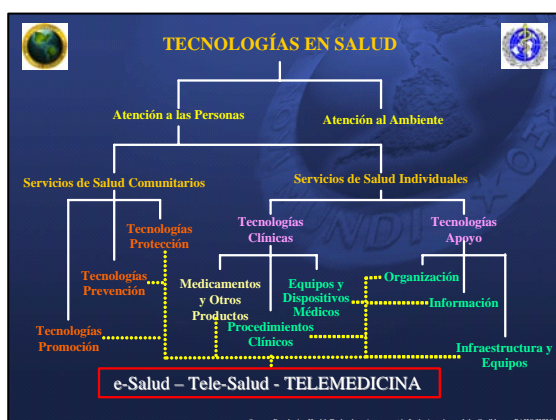 TECNOLOGÍAS EN SALUD
Atención a las Personas
Atención al Ambiente
Servicios de Salud Comunitarios
Servicios de Salud Individuales
Tecnologías
Protección
Tecnologías
Clínicas
Tecnologías
Apoyo
Tecnologías
Prevención
Medicamentos
y Otros
Productos
Equipos y
Dispositivos
Médicos
Organización
Información
Tecnologías
Promoción
Procedimientos
Clínicos
Infraestructura y
Equipos
e-Salud – Tele-Salud - TELEMEDICINA